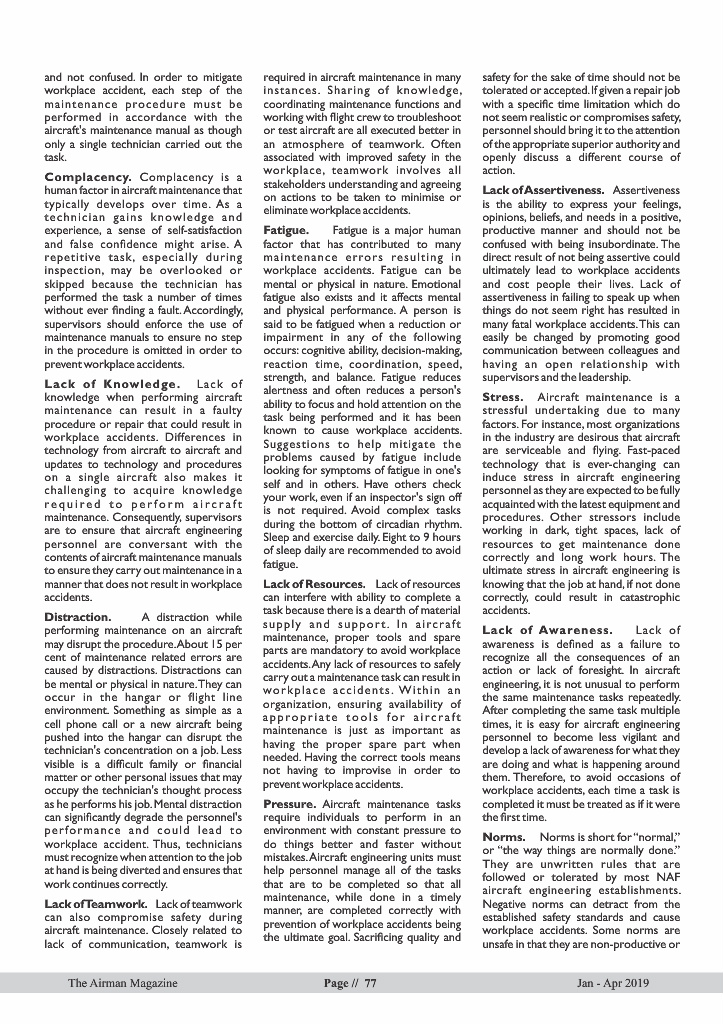 and not confused. In order to mitigate
workplace accident, each step of the
maintenance procedure must be
performed in accordance with the
aircraft's maintenance manual as though
only a single technician carried out the
task.
Complacency. Complacency is a
human factor in aircraft maintenance that
typically develops over time. As a
technician gains knowledge and
experience, a sense of self-satisfaction
and false confidence might arise. A
repetitive task, especially during
inspection, may be overlooked or
skipped because the technician has
performed the task a number of times
without ever finding a fault. Accordingly,
supervisors should enforce the use of
maintenance manuals to ensure no step
in the procedure is omitted in order to
prevent workplace accidents.
Lack of Knowledge. Lack of
knowledge when performing aircraft
maintenance can result in a faulty
procedure or repair that could result in
workplace accidents. Differences in
technology from aircraft to aircraft and
updates to technology and procedures
on a single aircraft also makes it
challenging to acquire knowledge
required to perform aircraft
maintenance. Consequently, supervisors
are to ensure that aircraft engineering
personnel are conversant with the
contents of aircraft maintenance manuals
to ensure they carry out maintenance in a
manner that does not result in workplace
accidents.
Distraction. A distraction while
performing maintenance on an aircraft
may disrupt the procedure. About 15 per
cent of maintenance related errors are
caused by distractions. Distractions can
be mental or physical in nature. They can
occur in the hangar or flight line
environment. Something as simple as a
cell phone call or a new aircraft being
pushed into the hangar can disrupt the
technician's concentration on a job. Less
visible is a difficult family or financial
matter or other personal issues that may
occupy the technician's thought process
as he performs his job. Mental distraction
can significantly degrade the personnel's
performance and could lead to
workplace accident. Thus, technicians
must recognize when attention to the job
at hand is being diverted and ensures that
work continues correctly.
Lack of Teamwork. Lack of teamwork
can also compromise safety during
aircraft maintenance. Closely related to
lack of communication, teamwork is
required in aircraft maintenance in many
instances. Sharing of knowledge,
coordinating maintenance functions and
working with flight crew to troubleshoot
or test aircraft are all executed better in
an atmosphere of teamwork. Often
associated with improved safety in the
workplace, teamwork involves all
stakeholders understanding and agreeing
on actions to be taken to minimise or
eliminate workplace accidents.
Fatigue. Fatigue is a major human
factor that has contributed to many
maintenance errors resulting in
workplace accidents. Fatigue can be
mental or physical in nature. Emotional
fatigue also exists and it affects mental
and physical performance. A person is
said to be fatigued when a reduction or
impairment in any of the following
occurs: cognitive ability, decision-making,
reaction time, coordination, speed,
strength, and balance. Fatigue reduces
alertness and often reduces a person's
ability to focus and hold attention on the
task being performed and it has been
known to cause workplace accidents.
Suggestions to help mitigate the
problems caused by fatigue include
looking for symptoms of fatigue in one's
self and in others. Have others check
your work, even if an inspector's sign off
is not required. Avoid complex tasks
during the bottom of circadian rhythm.
Sleep and exercise daily. Eight to 9 hours
of sleep daily are recommended to avoid
fatigue.
Lack of Resources. Lack of resources
can interfere with ability to complete a
task because there is a dearth of material
supply and support. In aircraft
maintenance, proper tools and spare
parts are mandatory to avoid workplace
accidents. Any lack of resources to safely
carry out a maintenance task can result in
workplace accidents. Within an
organization, ensuring availability of
appropriate tools for aircraft
maintenance is just as important as
having the proper spare part when
needed. Having the correct tools means
not having to improvise in order to
prevent workplace accidents.
Pressure. Aircraft maintenance tasks
require individuals to perform in an
environment with constant pressure to
do things better and faster without
mistakes. Aircraft engineering units must
help personnel manage all of the tasks
that are to be completed so that all
maintenance, while done in a timely
manner, are completed correctly with
prevention of workplace accidents being
the ultimate goal. Sacrificing quality and
safety for the sake of time should not be
tolerated or accepted. If given a repair job
with a specific time limitation which do
not seem realistic or compromises safety,
personnel should bring it to the attention
of the appropriate superior authority and
openly discuss a different course of
action.
Lack of Assertiveness. Assertiveness
is the ability to express your feelings,
opinions, beliefs, and needs in a positive,
productive manner and should not be
confused with being insubordinate. The
direct result of not being assertive could
ultimately lead to workplace accidents
and cost people their lives. Lack of
assertiveness in failing to speak up when
things do not seem right has resulted in
many fatal workplace accidents. This can
easily be changed by promoting good
communication between colleagues and
having an open relationship with
supervisors and the leadership.
Stress. Aircraft maintenance is a
stressful undertaking due to many
factors. For instance, most organizations
in the industry are desirous that aircraft
are serviceable and flying. Fast-paced
technology that is ever-changing can
induce stress in aircraft engineering
personnel as they are expected to be fully
acquainted with the latest equipment and
procedures. Other stressors include
working in dark, tight spaces, lack of
resources to get maintenance done
correctly and long work hours. The
ultimate stress in aircraft engineering is
knowing that the job at hand, if not done
correctly, could result in catastrophic
accidents.
Lack of Awareness. Lack of
awareness is defined as a failure to
recognize all the consequences of an
action or lack of foresight. In aircraft
engineering, it is not unusual to perform
the same maintenance tasks repeatedly.
After completing the same task multiple
times, it is easy for aircraft engineering
personnel to become less vigilant and
develop a lack of awareness for what they
are doing and what is happening around
them. Therefore, to avoid occasions of
workplace accidents, each time a task is
completed it must be treated as if it were
the first time.
Norms. Norms is short for “normal,”
or “the way things are normally done.”
They are unwritten rules that are
followed or tolerated by most NAF
aircraft engineering establishments.
Negative norms can detract from the
established safety standards and cause
workplace accidents. Some norms are
unsafe in that they are non-productive or
The Airman Magazine
Page // 77
Jan - Apr 2019